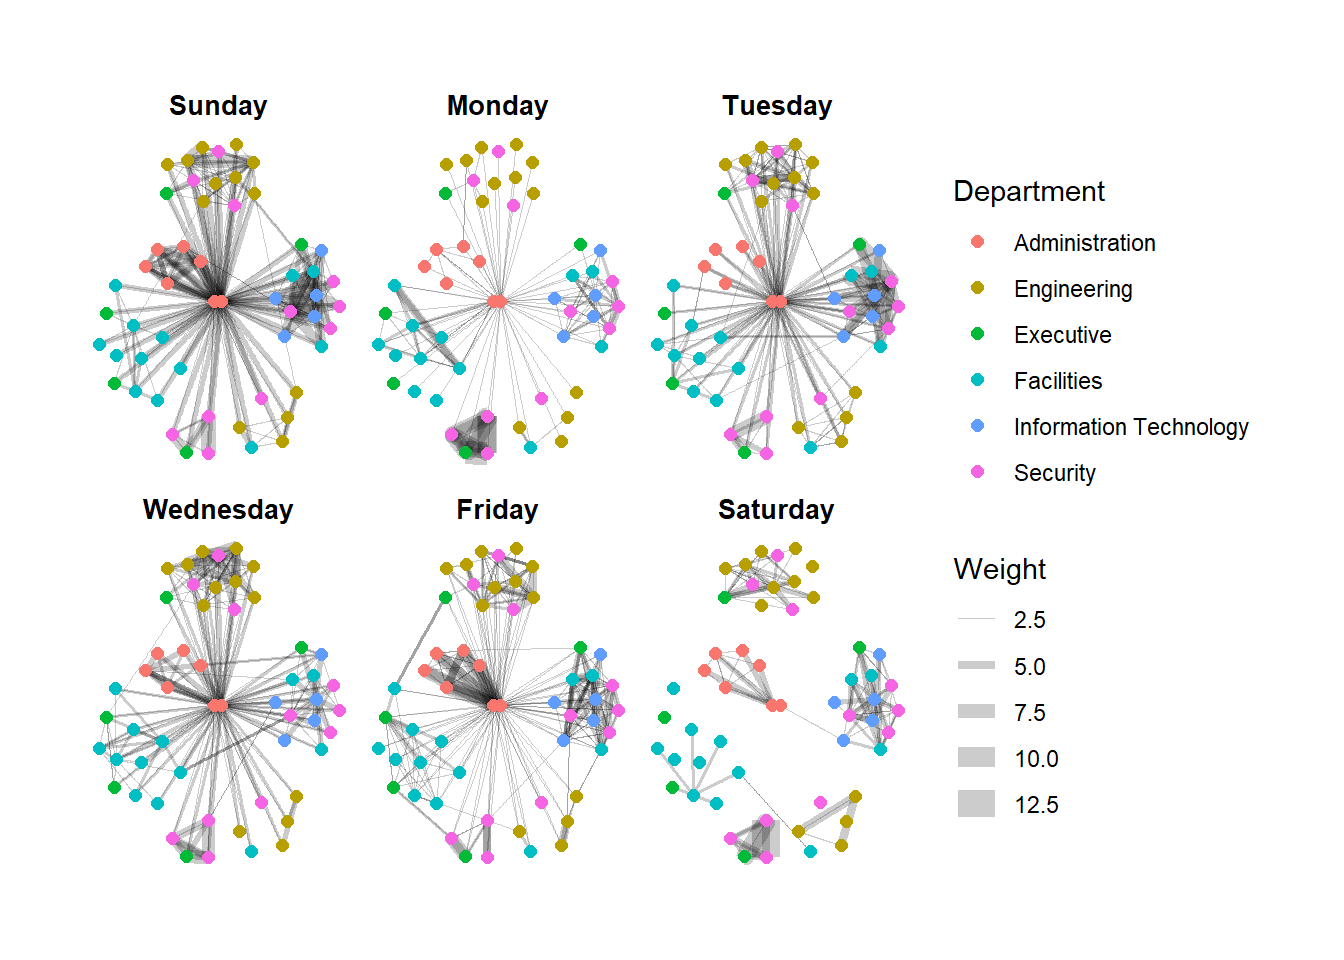 Sunday
Monday
Tuesday
Wednesday
Friday
Saturday
Department
Administration
Engineering
Executive
Facilities
Information Technology
Security
Weight
2.5
5.0
7.5
10.0
12.5